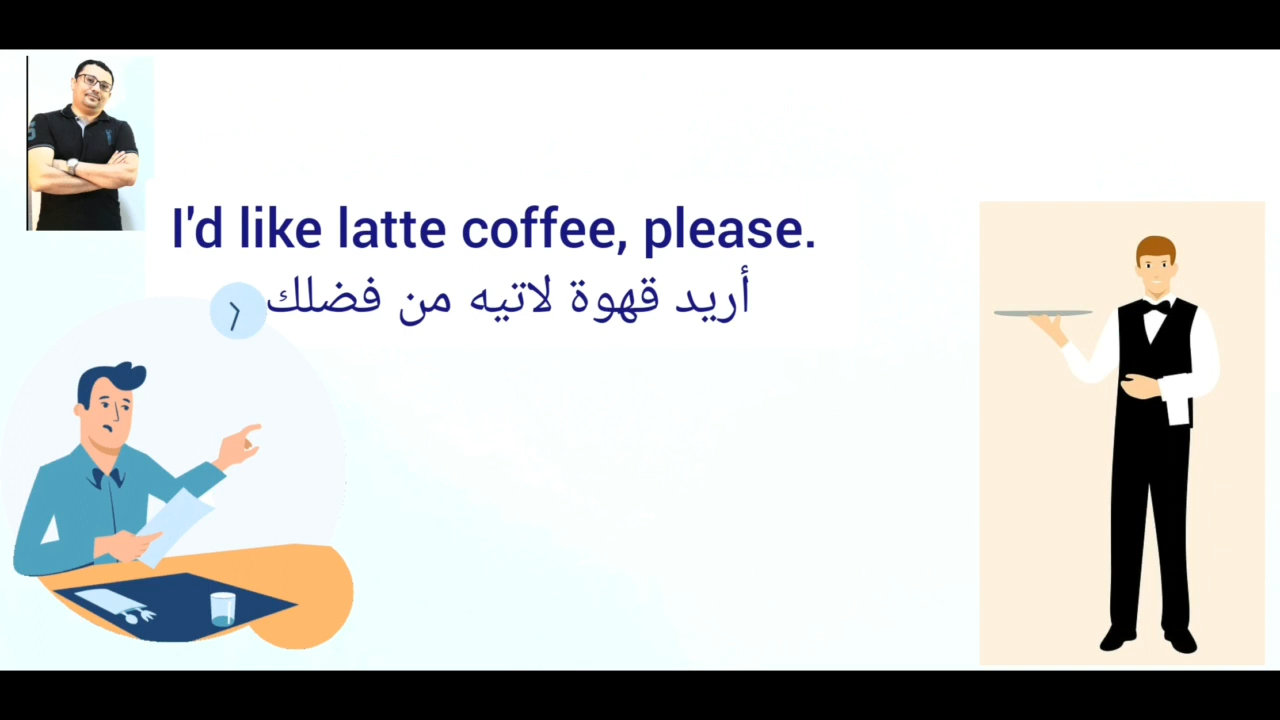 I'd like latte coffee, please.
أريد قهوة لاتيه من فضلك